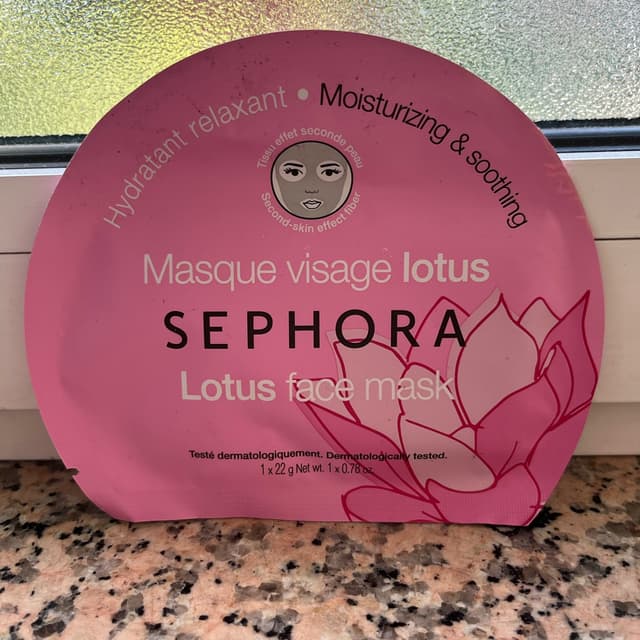 Hydratant relaxant • Moisturizing & soothing
Tissu effet seconde peau
Second-skin effect fiber
Masque visage lotus
SEPHORA
Lotus face mask
Testé dermatologiquement. Dermatologically tested.
1 x 22 g Net wt. 1 x 0.78 oz